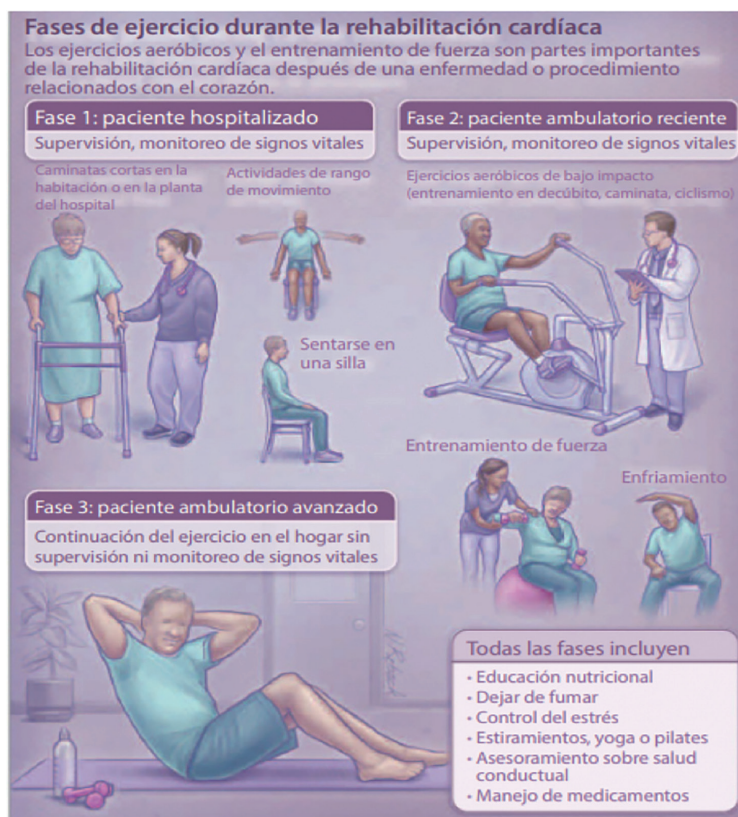 Fases de ejercicio durante la rehabilitación cardíaca
Los ejercicios aeróbicos y el entrenamiento de fuerza son partes importantes
de la rehabilitación cardíaca después de una enfermedad o procedimiento
relacionados con el corazón.
Fase 1: paciente hospitalizado
Supervisión, monitoreo de signos vitales
Caminatas cortas en la
habitación o en la planta
del hospital
Actividades de rango
de movimiento
Sentarse en
una silla
Fase 2: paciente ambulatorio reciente
Supervisión, monitoreo de signos vitales
Ejercicios aeróbicos de bajo impacto
(entrenamiento en decúbito, caminata, ciclismo)
Entrenamiento de fuerza
Enfriamiento
Fase 3: paciente ambulatorio avanzado
Continuación del ejercicio en el hogar sin
supervisión ni monitoreo de signos vitales
Todas las fases incluyen
• Educación nutricional
• Dejar de fumar
• Control del estrés
• Estiramientos, yoga o pilates
• Asesoramiento sobre salud
conductual
• Manejo de medicamentos